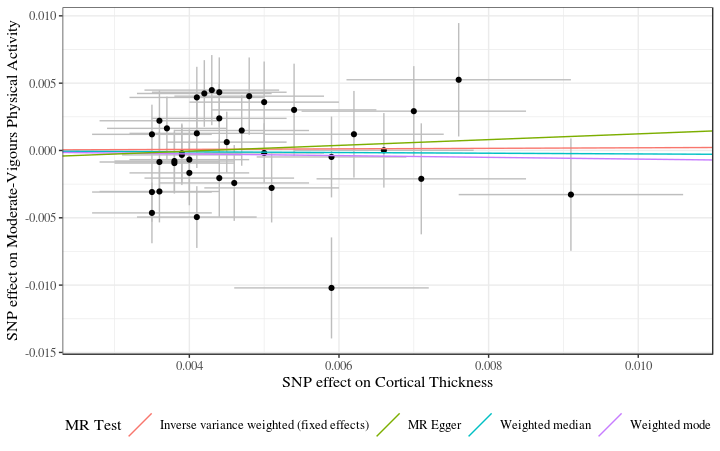 SNP effect on Moderate-Vigours Physical Activity
0.010
0.005
0.000
-0.005
-0.010
-0.015
0.004 0.006 0.008 0.010
SNP effect on Cortical Thickness
MR Test Inverse variance weighted (fixed effects) MR Egger Weighted median Weighted mode